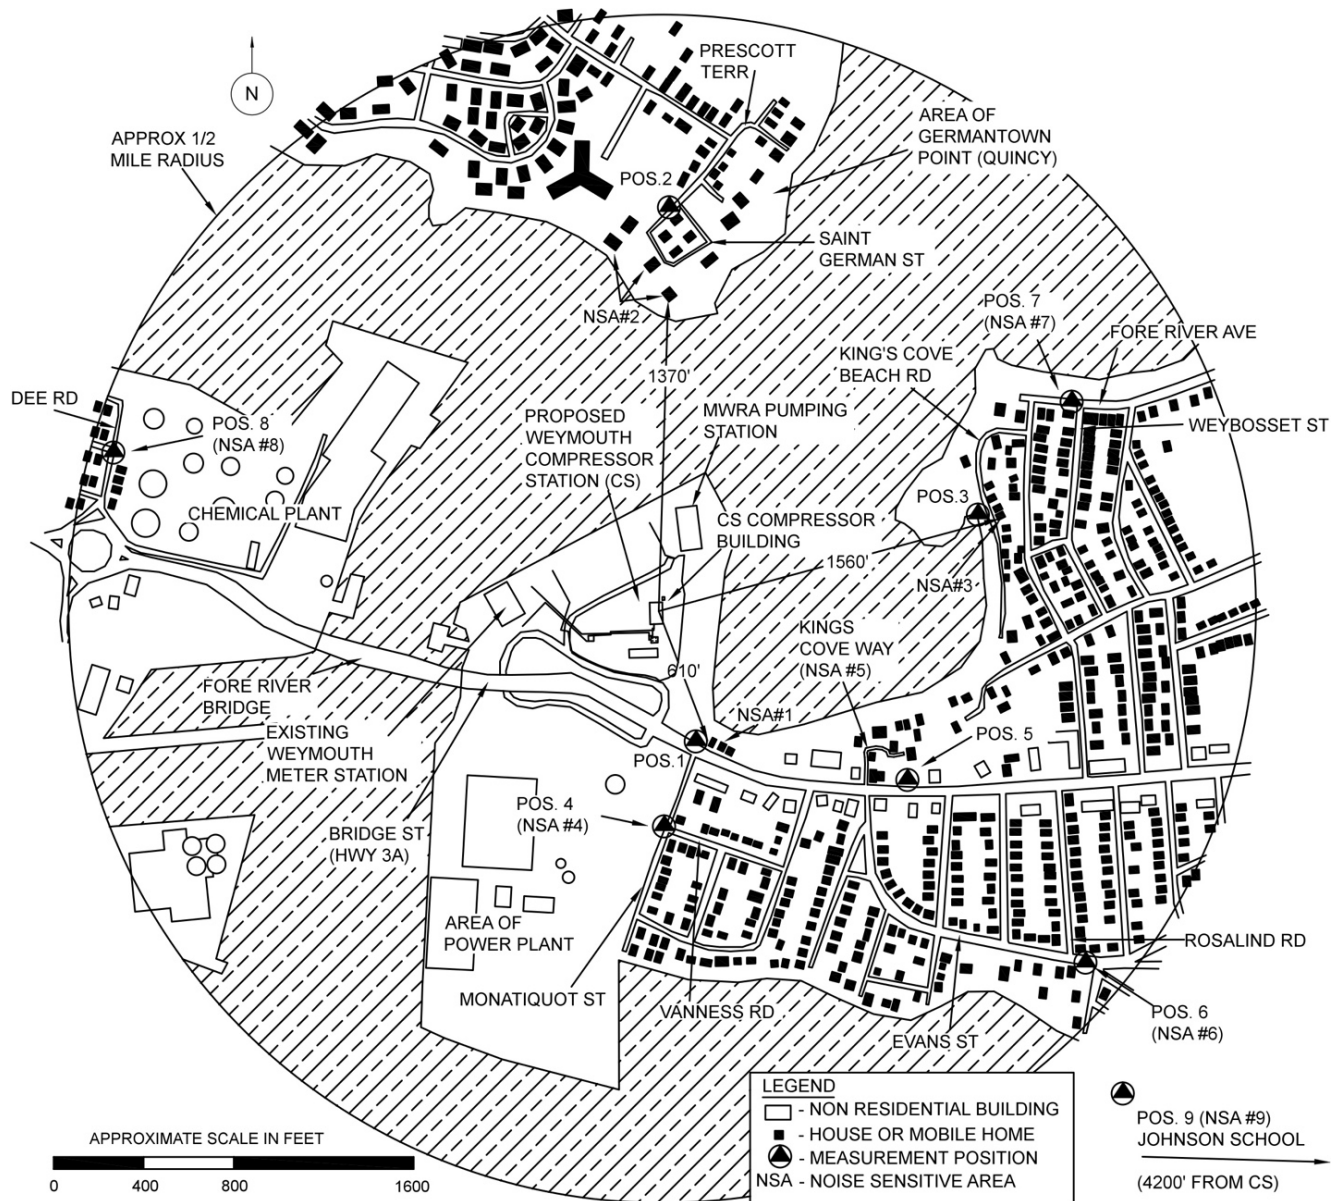 PRESCOTT
TERR
N
AREA OF
GERMANTOWN
POINT (QUINCY)
APPROX 1/2
MILE RADIUS
POS.2
SAINT
GERMAN ST
NSA#2
POS. 7
(NSA #7)
FORE RIVER AVE
KING'S COVE
BEACH RD
1370'
DEE RD
POS. 8
(NSA #8)
PROPOSED
WEYMOUTH
COMPRESSOR
STATION (CS)
MWRA PUMPING
STATION
WEYBOSSET ST
POS.3
CHEMICAL PLANT
CS COMPRESSOR
BUILDING
1560'
NSA#3
KINGS
COVE WAY
(NSA #5)
610'
FORE RIVER
BRIDGE
NSA#1
POS. 5
EXISTING
WEYMOUTH
METER STATION
POS.1
POS. 4
(NSA #4)
BRIDGE ST
(HWY 3A)
AREA OF
POWER PLANT
ROSALIND RD
MONATIQUOT ST
VANNESS RD
POS. 6
(NSA #6)
EVANS ST
LEGEND
- NON RESIDENTIAL BUILDING
- HOUSE OR MOBILE HOME
- MEASUREMENT POSITION
NSA - NOISE SENSITIVE AREA
POS. 9 (NSA #9)
JOHNSON SCHOOL
(4200' FROM CS)
APPROXIMATE SCALE IN FEET
0 400 800 1600